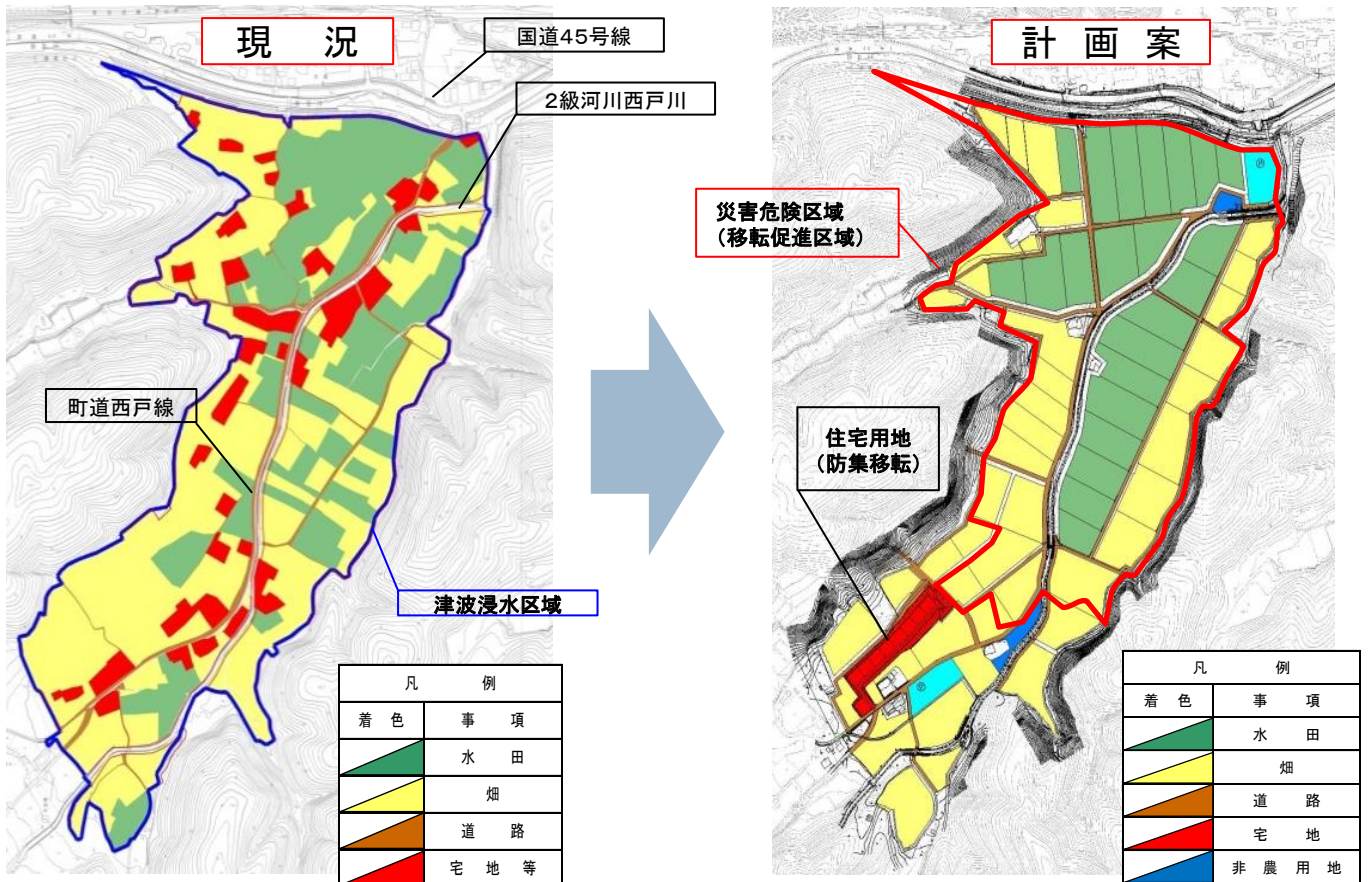 現　況
国道45号線
2級河川西戸川
町道西戸線
津波浸水区域
凡　例
着　色　事　項
水　田
畑
道　路
宅　地　等
計　画　案
災害危険区域
（移転促進区域）
住宅用地
（防集移転）
凡　例
着　色　事　項
水　田
畑
道　路
宅　地
非　農　用　地